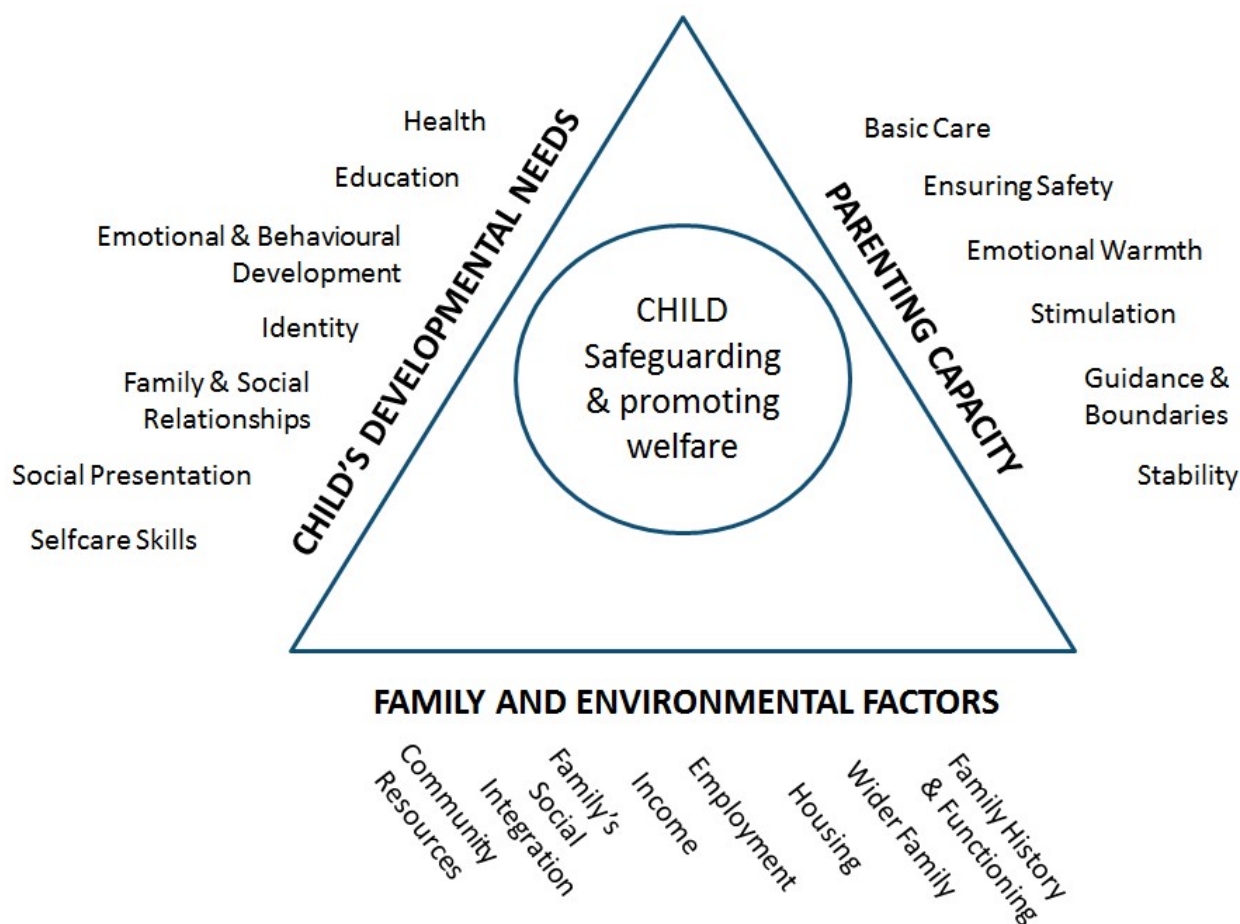 Health
Education
Emotional & Behavioural
Development
Identity
Family & Social
Relationships
Social Presentation
Selfcare Skills
CHILD'S DEVELOPMENTAL NEEDS
CHILD
Safeguarding
& promoting
welfare
PARENTING CAPACITY
Basic Care
Ensuring Safety
Emotional Warmth
Stimulation
Guidance &
Boundaries
Stability
FAMILY AND ENVIRONMENTAL FACTORS
Community
Resources
Family's
Social
Integration
Income
Employment
Housing
Wider Family
Family History
& Functioning